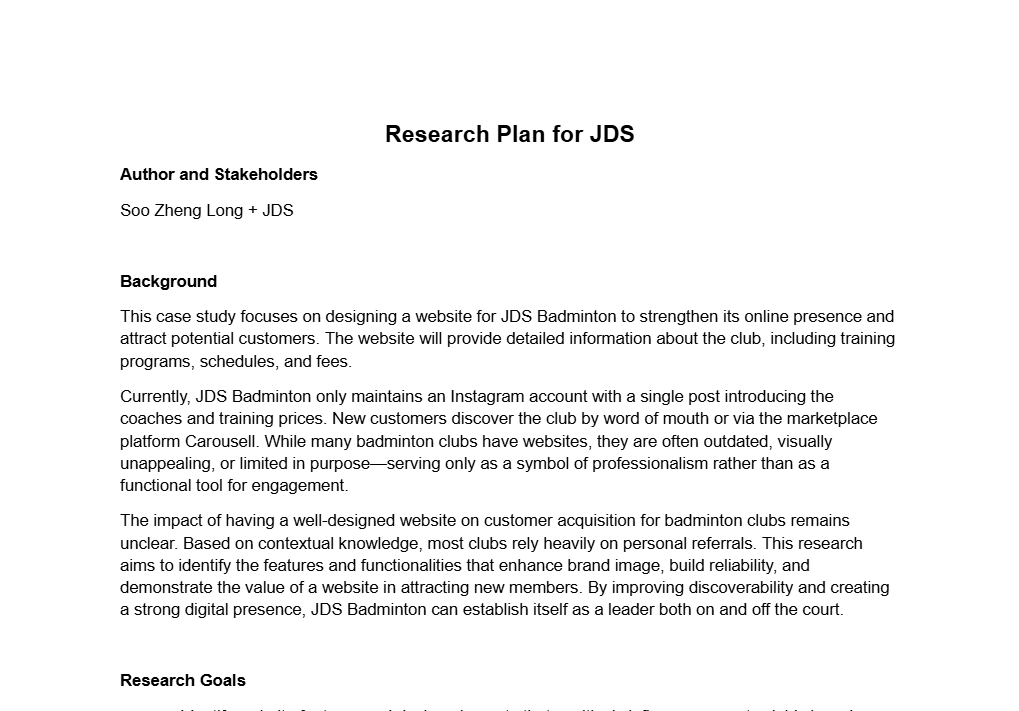 Research Plan for JDS
Author and Stakeholders
Soo Zheng Long + JDS
Background
This case study focuses on designing a website for JDS Badminton to strengthen its online presence and
attract potential customers. The website will provide detailed information about the club, including training
programs, schedules, and fees.
Currently, JDS Badminton only maintains an Instagram account with a single post introducing the
coaches and training prices. New customers discover the club by word of mouth or via the marketplace
platform Carousell. While many badminton clubs have websites, they are often outdated, visually
unappealing, or limited in purpose—serving only as a symbol of professionalism rather than as a
functional tool for engagement.
The impact of having a well-designed website on customer acquisition for badminton clubs remains
unclear. Based on contextual knowledge, most clubs rely heavily on personal referrals. This research
aims to identify the features and functionalities that enhance brand image, build reliability, and
demonstrate the value of a website in attracting new members. By improving discoverability and creating
a strong digital presence, JDS Badminton can establish itself as a leader both on and off the court.
Research Goals